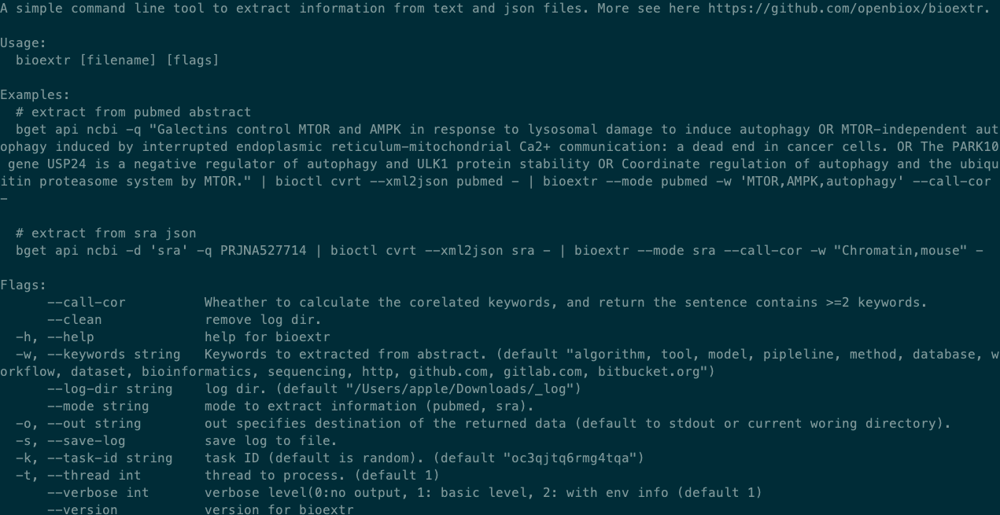 A simple command line tool to extract information from text and json files. More see here https://github.com/openbiox/bioextr.
Usage:
bioextr [filename] [flags]
Examples:
# extract from pubmed abstract
bget api ncbi -q "Galectins control MTOR and AMPK in response to lysosomal damage to induce autophagy OR MTOR-independent aut
ophagy induced by interrupted endoplasmic reticulum-mitochondrial Ca2+ communication: a dead end in cancer cells. OR The PARK10
gene USP24 is a negative regulator of autophagy and ULK1 protein stability OR Coordinate regulation of autophagy and the ubiqu
itin proteasome system by MTOR." | bioctl cvrt --xml2json pubmed - | bioextr --mode pubmed -w 'MTOR,AMPK,autophagy' --call-cor
-
# extract from sra json
bget api ncbi -d 'sra' -q PRJNA527714 | bioctl cvrt --xml2json sra - | bioextr --mode sra --call-cor -w "Chromatin,mouse" -
Flags:
--call-cor Wheather to calculate the corelated keywords, and return the sentence contains >=2 keywords.
--clean remove log dir.
-h, --help help for bioextr
-w, --keywords string Keywords to extracted from abstract. (default "algorithm, tool, model, pipleline, method, database, w
orkflow, dataset, bioinformatics, sequencing, http, github.com, gitlab.com, bitbucket.org")
--log-dir string log dir. (default "/Users/apple/Downloads/_log")
--mode string mode to extract information (pubmed, sra).
-o, --out string out specifies destination of the returned data (default to stdout or current woring directory).
-s, --save-log save log to file.
-k, --task-id string task ID (default is random). (default "oc3qjtq6rmg4tqa")
-t, --thread int thread to process. (default 1)
--verbose int verbose level(0:no output, 1: basic level, 2: with env info (default 1)
--version version for bioextr